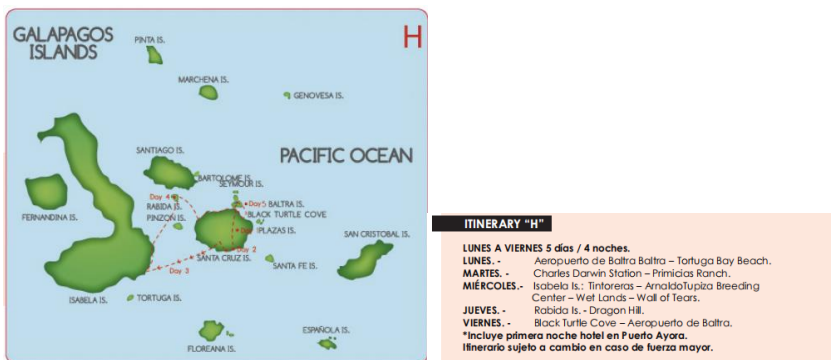 GALAPAGOS
ISLANDS
H
PINTA IS.
MARCHENA IS.
GENOVESA IS.
SANTIAGO IS.
PACIFIC OCEAN
BARTOLOME IS.
SEYMOUR IS.
Day 4
RABIDA IS.
Day 5 BALTRA IS.
FERNANDINA IS.
PINZON IS.
BLACK TURTLE COVE
PLAZAS IS.
SAN CRISTOBAL IS.
Day 2
SANTA CRUZ IS.
SANTA FE IS.
Day 3
ISABELA IS.
TORTUGA IS.
ESPAÑOLA IS.
FLOREANA IS.
ITINERARY "H"
LUNES A VIERNES 5 días / 4 noches.
LUNES. - Aeropuerto de Baltra Baltra – Tortuga Bay Beach.
MARTES. - Charles Darwin Station – Primicias Ranch.
MIÉRCOLES.- Isabela Is.: Tintoreras – ArnaldoTupiza Breeding
Center – Wet Lands – Wall of Tears.
JUEVES. - Rabida Is. - Dragon Hill.
VIERNES. - Black Turtle Cove – Aeropuerto de Baltra.
*Incluye primera noche hotel en Puerto Ayora.
Itinerario sujeto a cambio en caso de fuerza mayor.